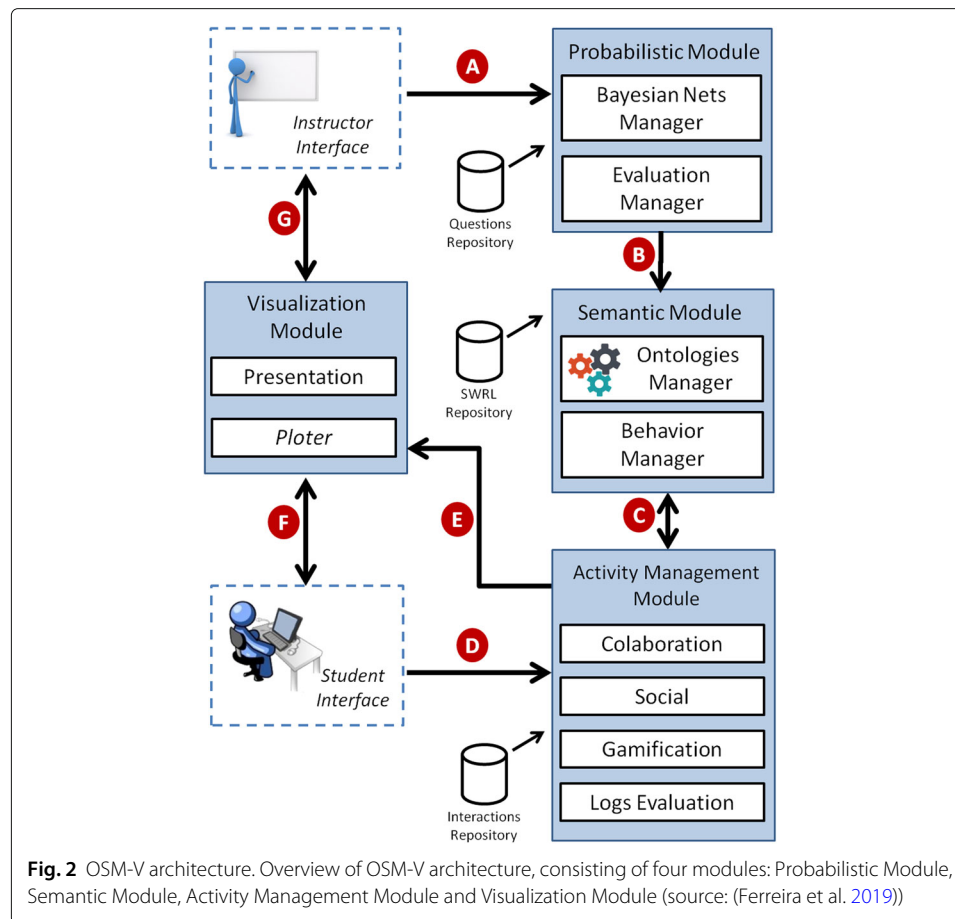 Instructor
Interface
A
Probabilistic Module
Bayesian Nets
Manager
Evaluation
Manager
Questions
Repository
G
B
Visualization
Module
Presentation
Ploter
Semantic Module
Ontologies
Manager
Behavior
Manager
SWRL
Repository
F
E
C
Student
Interface
D
Activity Management
Module
Colaboration
Social
Gamification
Logs Evaluation
Interactions
Repository
Fig. 2 OSM-V architecture. Overview of OSM-V architecture, consisting of four modules: Probabilistic Module,
Semantic Module, Activity Management Module and Visualization Module (source: (Ferreira et al. 2019))